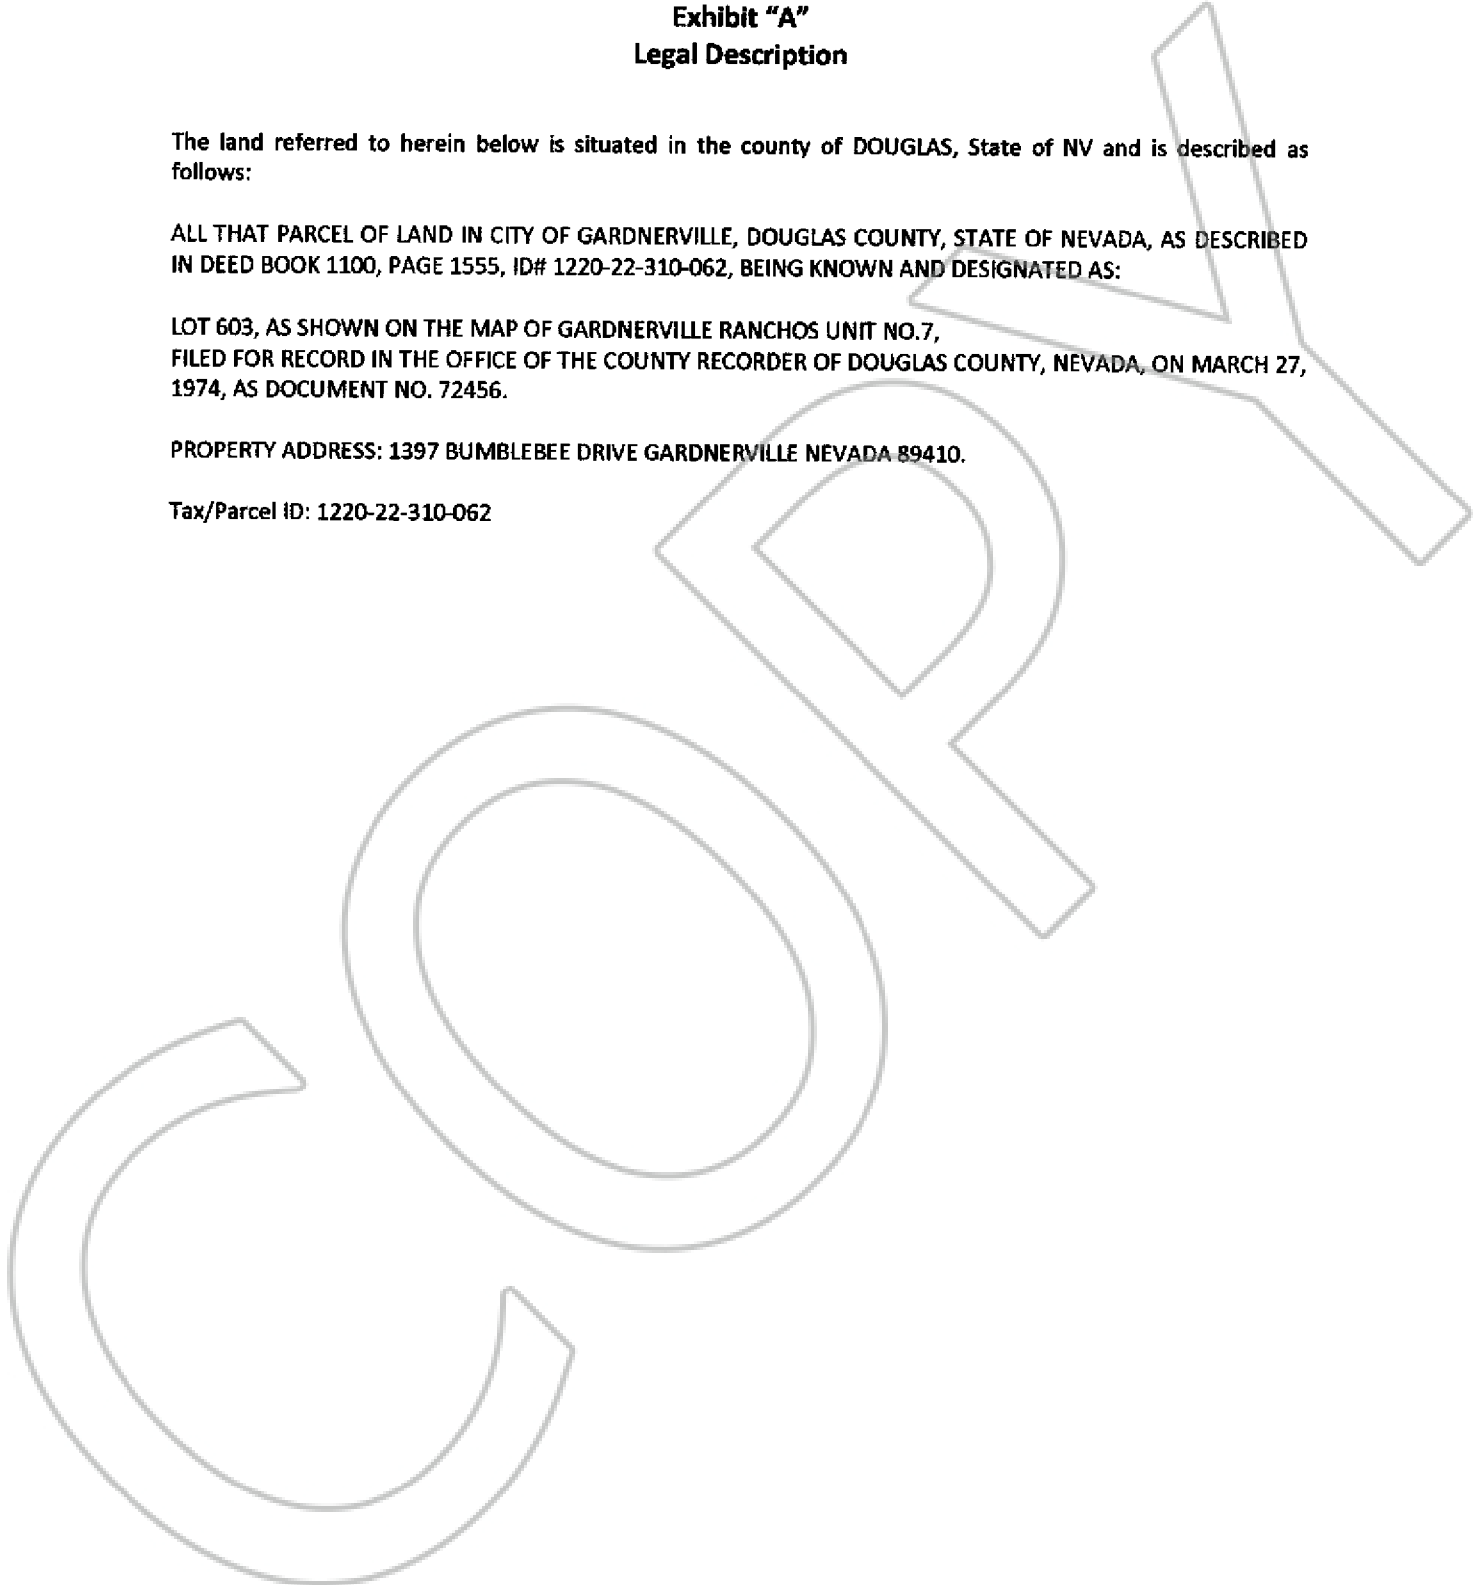 Exhibit “A”
Legal Description
The land referred to herein below is situated in the county of DOUGLAS, State of NV and is described as
follows:
ALL THAT PARCEL OF LAND IN CITY OF GARDNERVILLE, DOUGLAS COUNTY, STATE OF NEVADA, AS DESCRIBED
IN DEED BOOK 1100, PAGE 1555, ID# 1220-22-310-062, BEING KNOWN AND DESIGNATED AS:
LOT 603, AS SHOWN ON THE MAP OF GARDNERVILLE RANCHOS UNIT NO.7,
FILED FOR RECORD IN THE OFFICE OF THE COUNTY RECORDER OF DOUGLAS COUNTY, NEVADA, ON MARCH 27,
1974, AS DOCUMENT NO. 72456.
PROPERTY ADDRESS: 1397 BUMBLEBEE DRIVE GARDNERVILLE NEVADA 89410.
Tax/Parcel ID: 1220-22-310-062
COPY